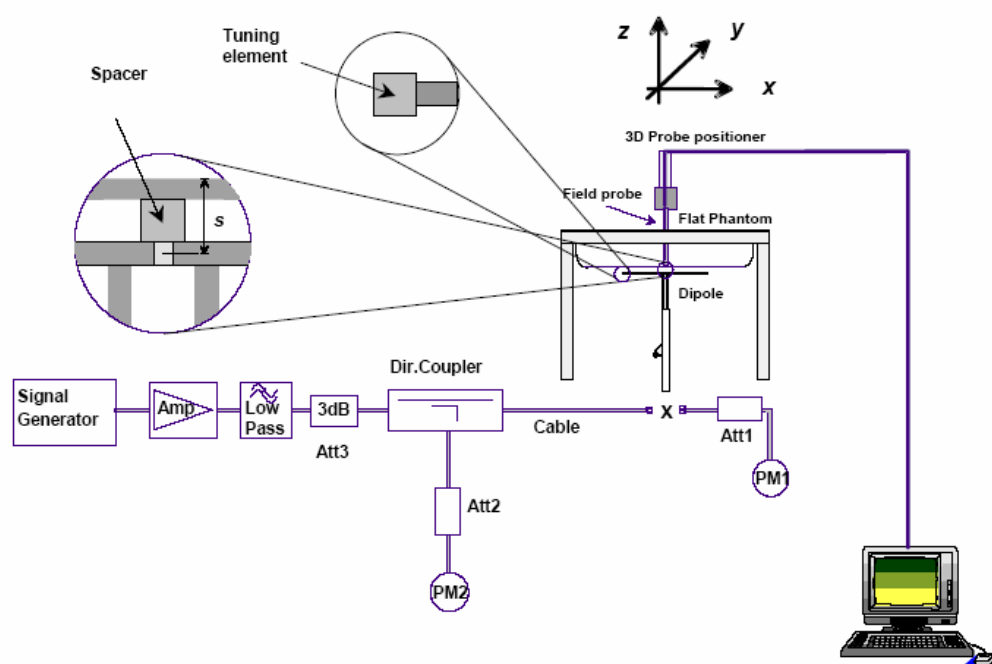 Tuning
element
Spacer
s
z
y
x
3D Probe positioner
Field probe
Flat Phantom
Dipole
Dir.Coupler
Signal
Generator
Amp
Low
Pass
3dB
Att3
Cable
X
Att1
PM1
Att2
PM2